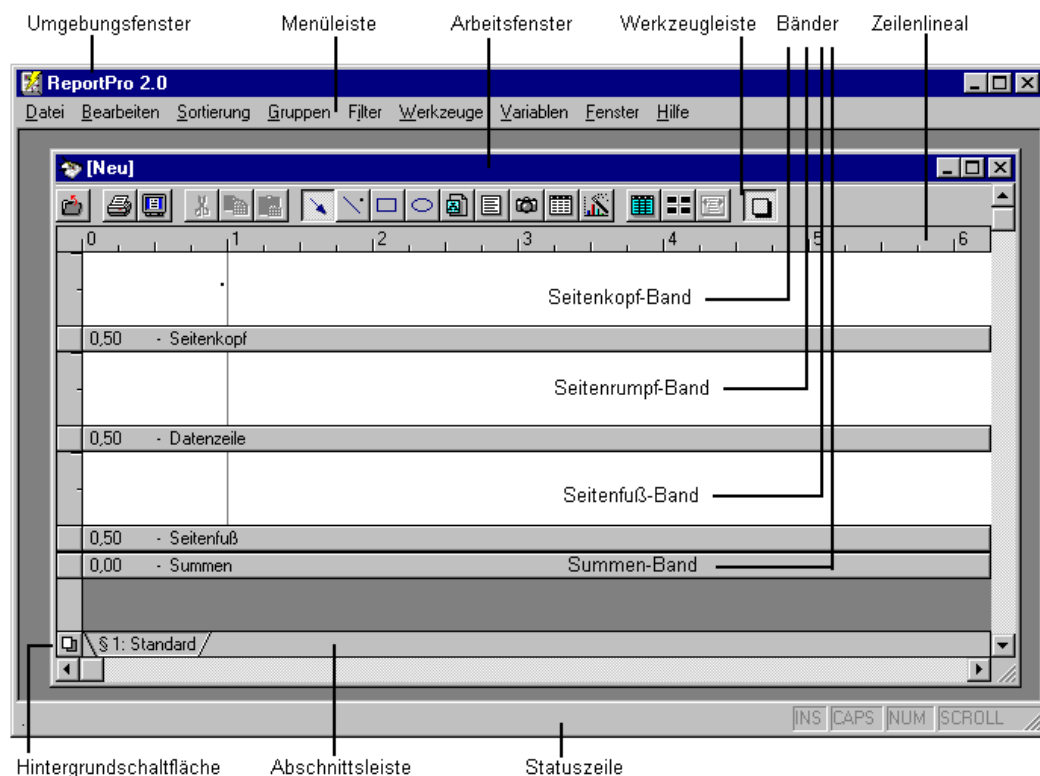 Umgebungsfenster Menüleiste Arbeitsfenster Werkzeugleiste Bänder Zeilenlineal
ReportPro 2.0
Datei Bearbeiten Sortierung Gruppen Filter Werkzeuge Variablen Fenster Hilfe
[Neu]
0 1 2 3 4 5 6
Seitenkopf-Band
0,50 - Seitenkopf
Seitenrumpf-Band
0,50 - Datenzeile
Seitenfuß-Band
0,50 - Seitenfuß
0,00 - Summen Summen-Band
§ 1: Standard
INS CAPS NUM SCROLL
Hintergrundschaltfläche Abschnittsleiste Statuszeile